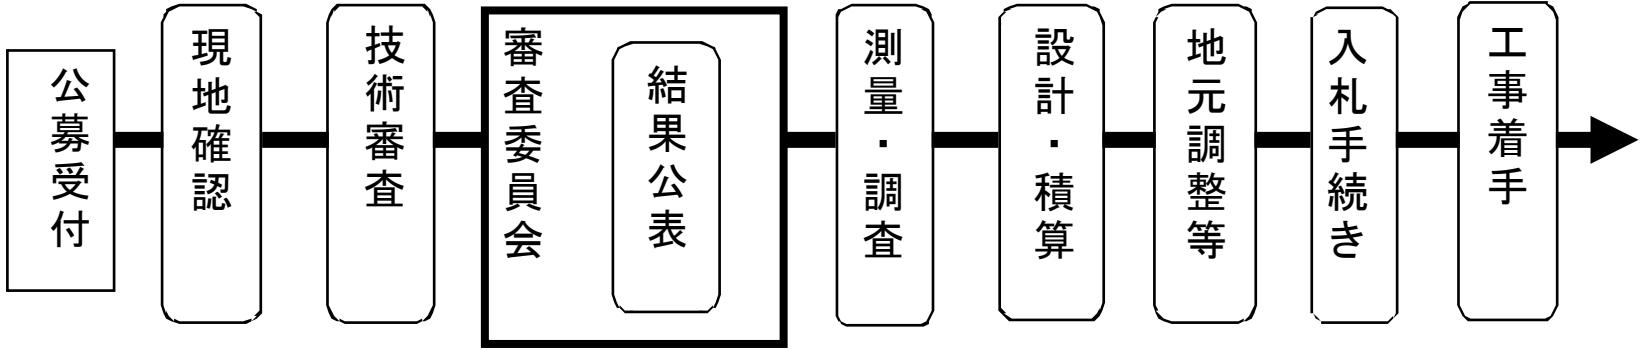 公募受付
現地確認
技術審査
審査委員会
結果公表
測量・調査
設計・積算
地元調整等
入札手続き
工事着手